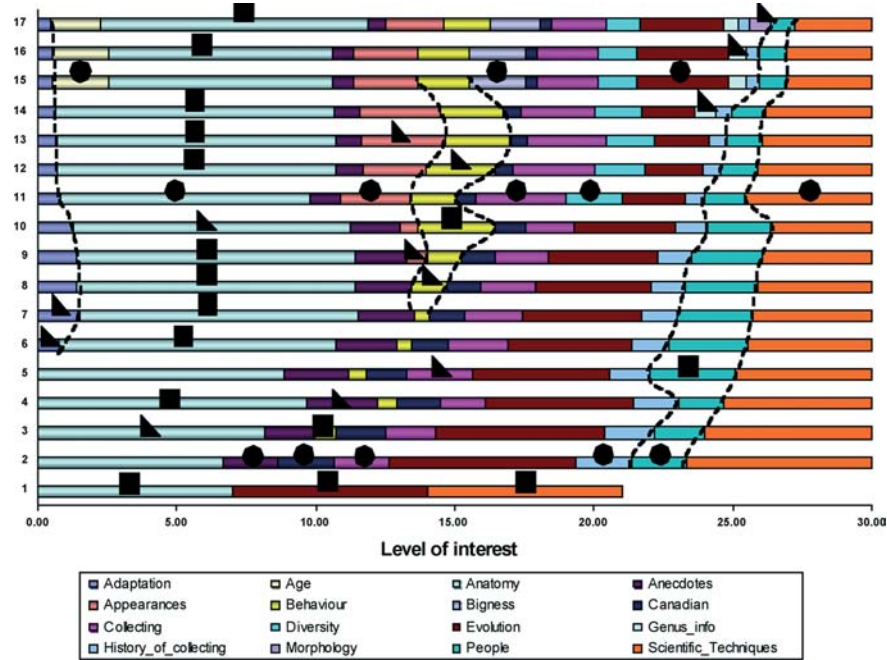 17
16
15
14
13
12
11
10
9
8
7
6
5
4
3
2
1
0.00 5.00 10.00 15.00 20.00 25.00 30.00
Level of interest
Adaptation Age Anatomy Anecdotes
Appearances Behaviour Bigness Canadian
Collecting Diversity Evolution Genus_info
History_of_collecting Morphology People Scientific_Techniques